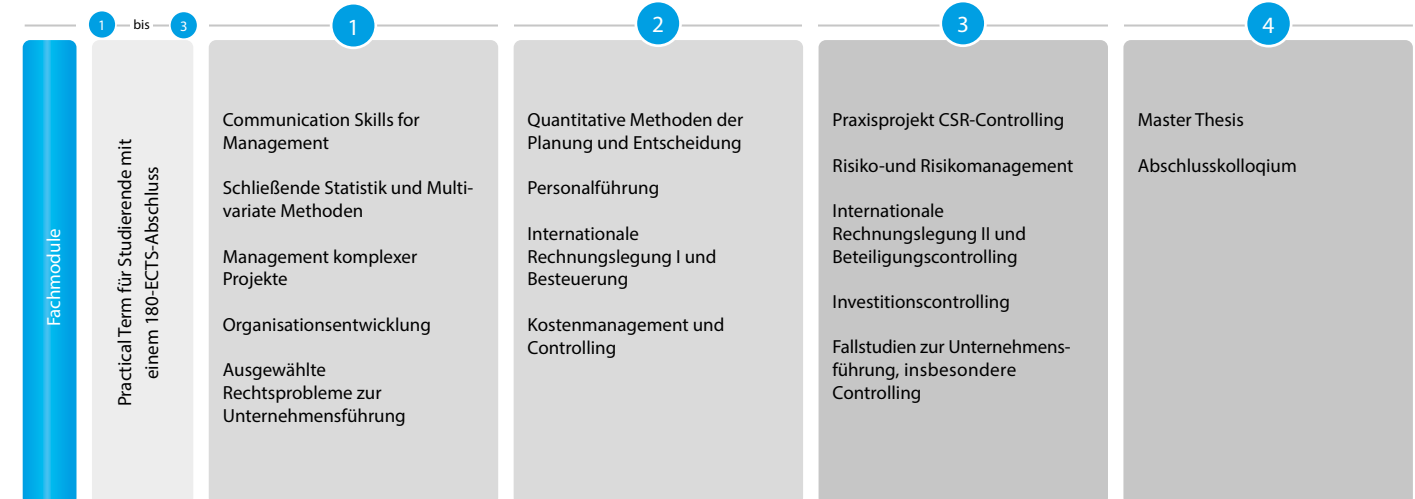 1 bis 3
1
2
3
4
Fachmodule
Practical Term für Studierende mit
einem 180-ECTS-Abschluss
Communication Skills for
Management
Schließende Statistik und Multi-
variate Methoden
Management komplexer
Projekte
Organisationsentwicklung
Ausgewählte
Rechtsprobleme zur
Unternehmensführung
Quantitative Methoden der
Planung und Entscheidung
Personalführung
Internationale
Rechnungslegung I und
Besteuerung
Kostenmanagement und
Controlling
Praxisprojekt CSR-Controlling
Risiko-und Risikomanagement
Internationale
Rechnungslegung II und
Beteiligungscontrolling
Investitionscontrolling
Fallstudien zur Unternehmens-
führung, insbesondere
Controlling
Master Thesis
Abschlusskolloqium